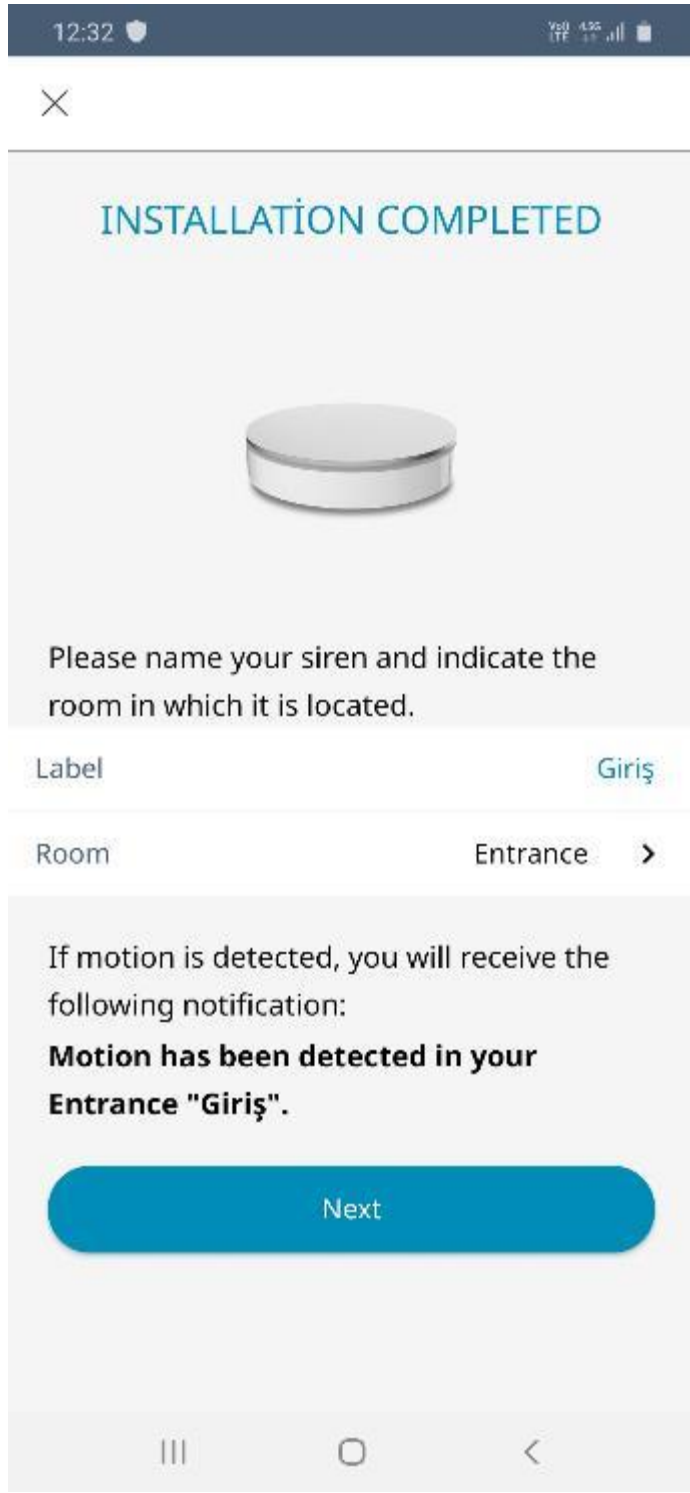 12:32
INSTALLATİON COMPLETED
Please name your siren and indicate the
room in which it is located.
Label Giriş
Room Entrance
If motion is detected, you will receive the
following notification:
Motion has been detected in your
Entrance "Giriş".
Next